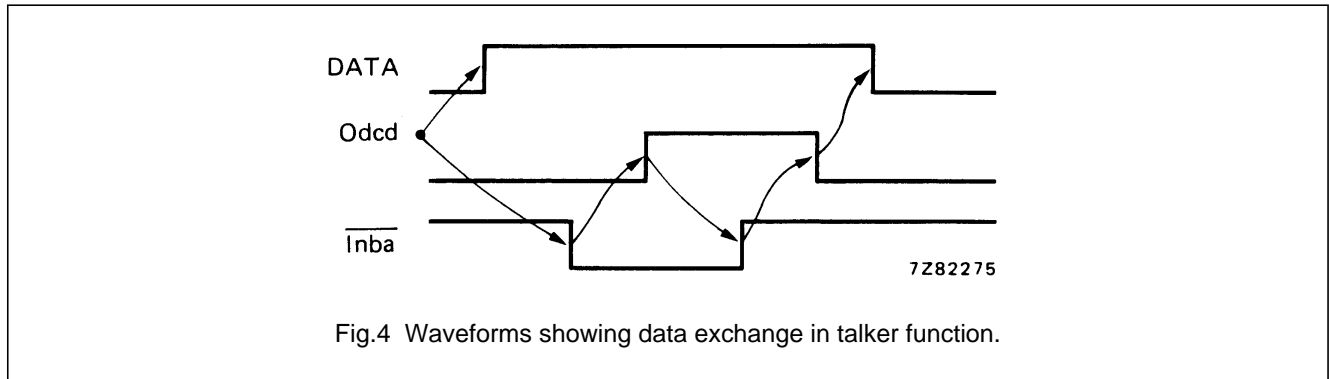 DATA
Odcd
Inba
7Z82275
Fig.4 Waveforms showing data exchange in talker function.